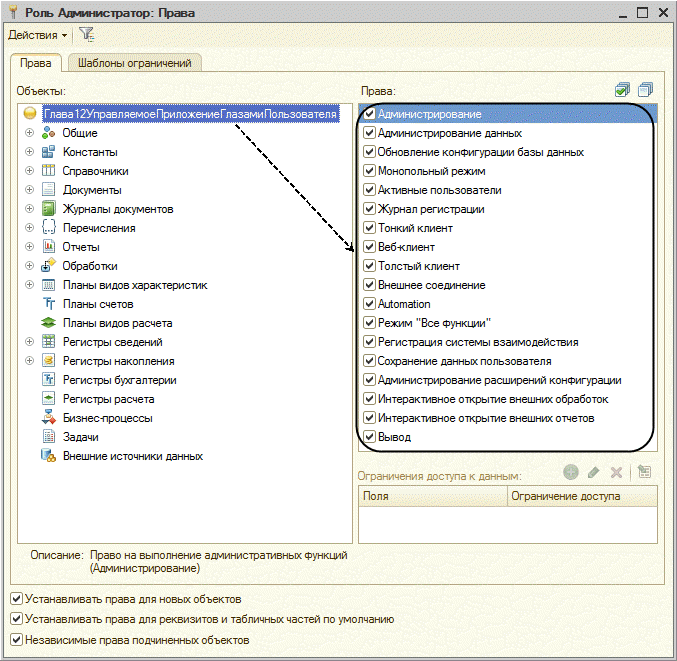 Роль Администратор: Права
Действия
Права
Шаблоны ограничений
Объекты:
Глава12УправляемоеПриложениеГлазамиПользователя
Общие
Константы
Справочники
Документы
Журналы документов
Перечисления
Отчеты
Обработки
Планы видов характеристик
Планы счетов
Планы видов расчета
Регистры сведений
Регистры накопления
Регистры бухгалтерии
Регистры расчета
Бизнес-процессы
Задачи
Внешние источники данных
Права:
Администрирование
Администрирование данных
Обновление конфигурации базы данных
Монопольный режим
Активные пользователи
Журнал регистрации
Тонкий клиент
Веб-клиент
Толстый клиент
Внешнее соединение
Automation
Режим "Все функции"
Регистрация системы взаимодействия
Сохранение данных пользователя
Администрирование расширений конфигурации
Интерактивное открытие внешних обработок
Интерактивное открытие внешних отчетов
Вывод
Ограничения доступа к данным:
Поля
Ограничение доступа
Описание: Право на выполнение административных функций
(Администрирование)
Устанавливать права для новых объектов
Устанавливать права для реквизитов и табличных частей по умолчанию
Независимые права подчиненных объектов